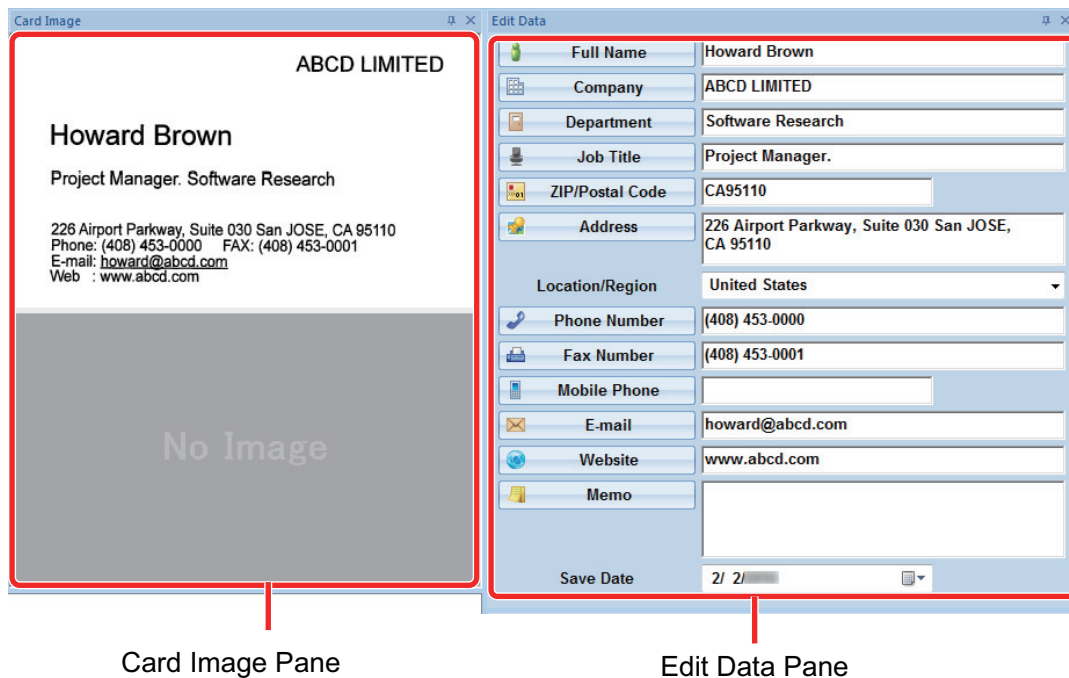 Card Image
ABCD LIMITED
Howard Brown
Project Manager. Software Research
226 Airport Parkway, Suite 030 San JOSE, CA 95110
Phone: (408) 453-0000 FAX: (408) 453-0001
E-mail: howard@abcd.com
Web : www.abcd.com
No Image
Edit Data
Full Name Howard Brown
Company ABCD LIMITED
Department Software Research
Job Title Project Manager.
ZIP/Postal Code CA95110
Address 226 Airport Parkway, Suite 030 San JOSE,
CA 95110
Location/Region United States
Phone Number (408) 453-0000
Fax Number (408) 453-0001
Mobile Phone
E-mail howard@abcd.com
Website www.abcd.com
Memo
Save Date 2/ 2/
Card Image Pane
Edit Data Pane